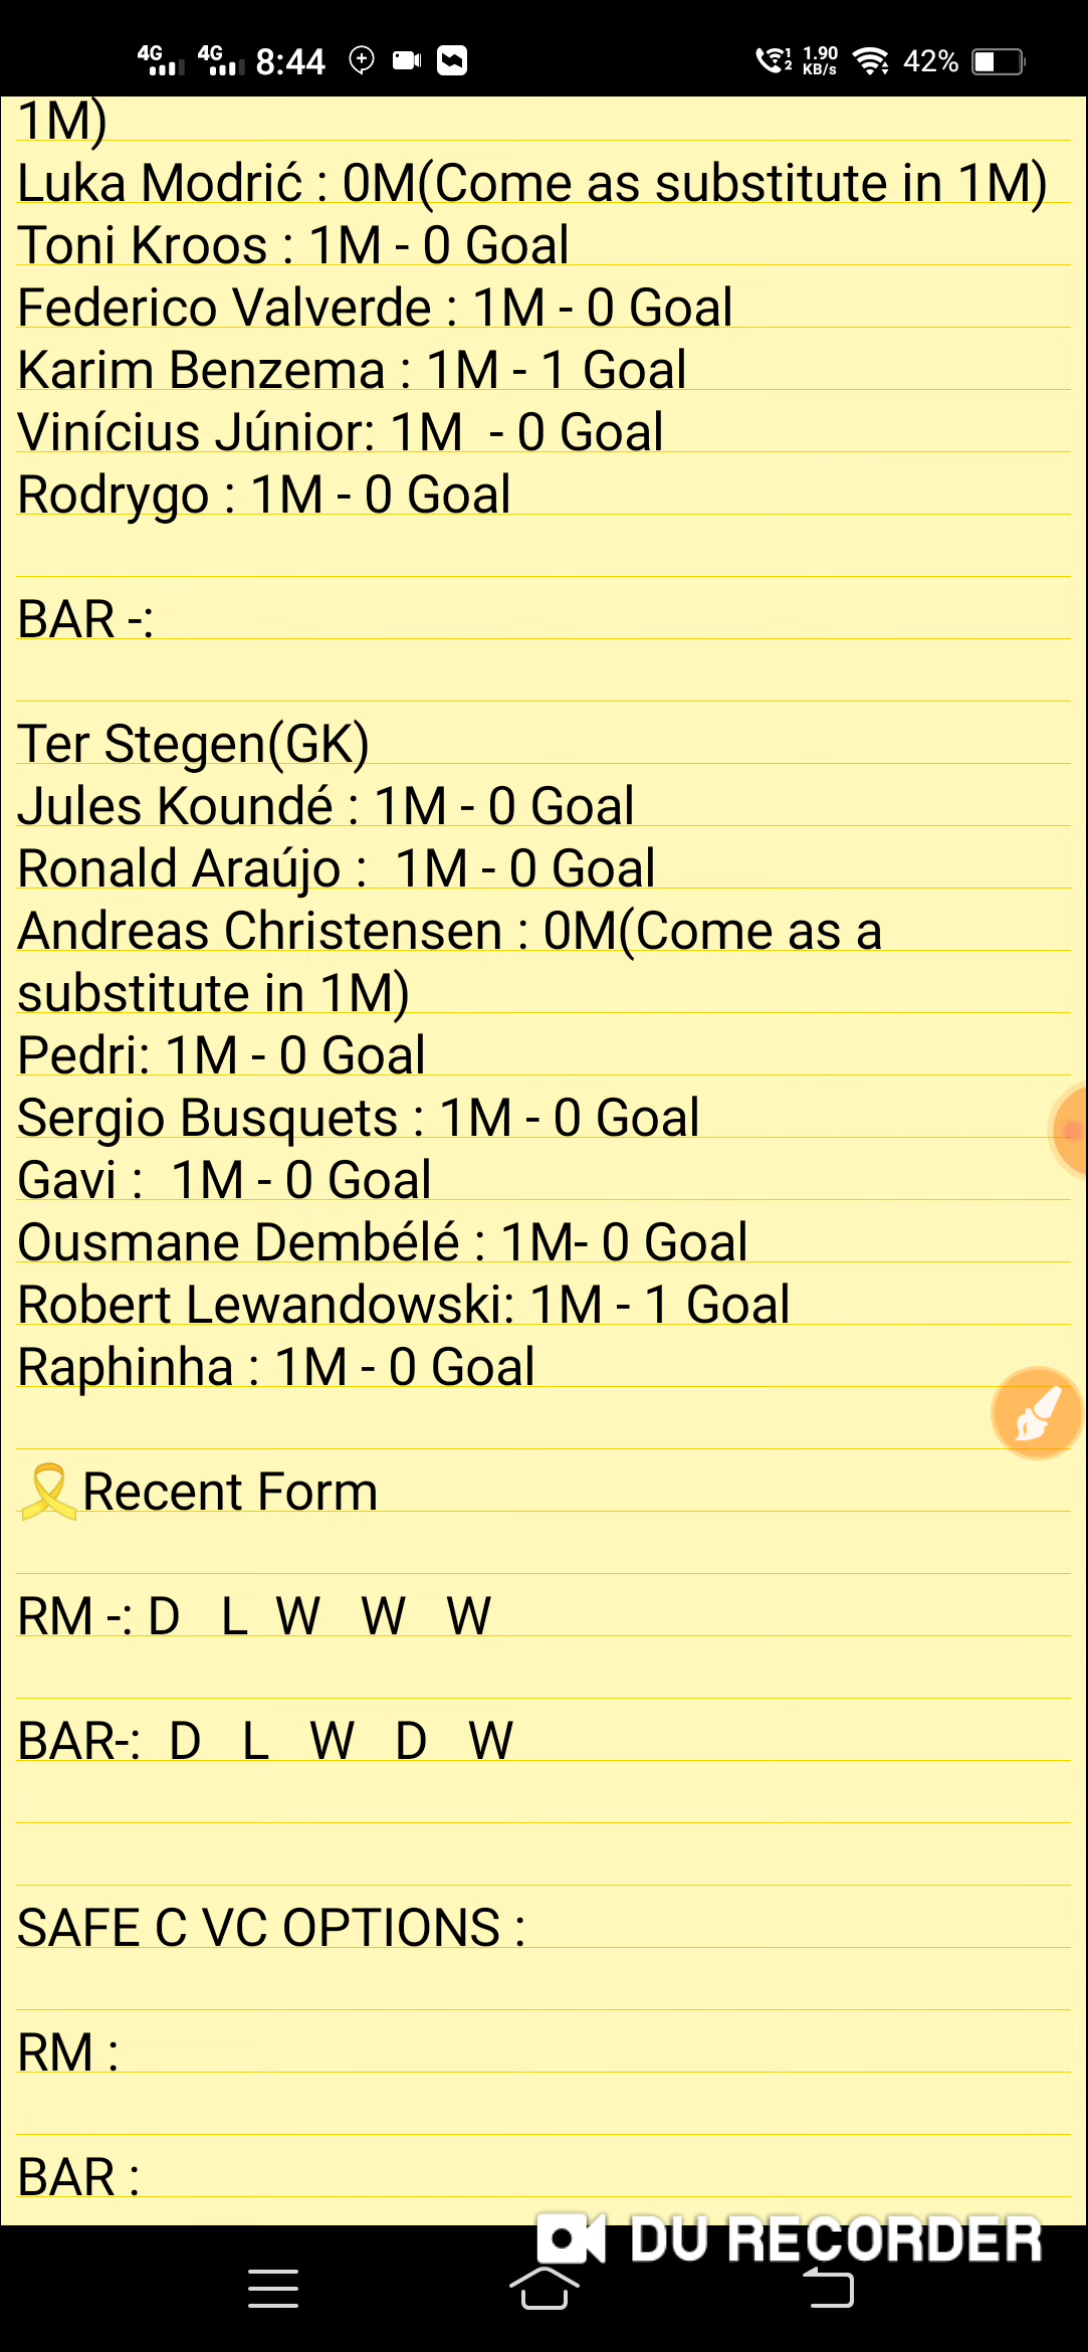 4G 4G 8:44 1.90 KB/s 42%
1M)
Luka Modrić : 0M(Come as substitute in 1M)
Toni Kroos : 1M - 0 Goal
Federico Valverde : 1M - 0 Goal
Karim Benzema : 1M - 1 Goal
Vinícius Júnior: 1M  - 0 Goal
Rodrygo : 1M - 0 Goal
BAR -:
Ter Stegen(GK)
Jules Koundé : 1M - 0 Goal
Ronald Araújo :  1M - 0 Goal
Andreas Christensen : 0M(Come as a
substitute in 1M)
Pedri: 1M - 0 Goal
Sergio Busquets : 1M - 0 Goal
Gavi :  1M - 0 Goal
Ousmane Dembélé : 1M- 0 Goal
Robert Lewandowski: 1M - 1 Goal
Raphinha : 1M - 0 Goal
🎗Recent Form
RM -: D   L  W   W   W
BAR-:  D   L   W   D   W
SAFE C VC OPTIONS :
RM :
BAR :
DU RECORDER